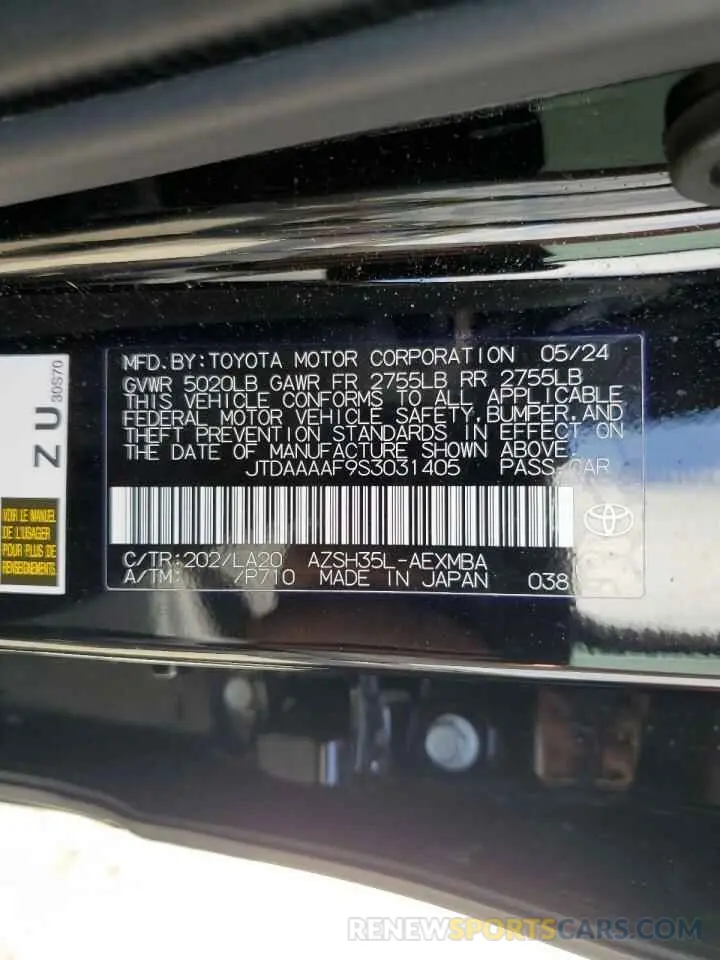 MFD.BY:TOYOTA MOTOR CORPORATION 05/24
GVWR 5020LB GAWR FR 2755LB RR 2755LB
THIS VEHICLE CONFORMS TO ALL APPLICABLE
FEDERAL MOTOR VEHICLE SAFETY,BUMPER,AND
THEFT PREVENTION STANDARDS IN EFFECT ON
THE DATE OF MANUFACTURE SHOWN ABOVE.
JTDAAAAF9S3031405 PASS.CAR
C/TR:202/LA20 AZSH35L-AEXMBA
A/TM: /P710 MADE IN JAPAN 038
ZU
30S70
VOIR LE MANUEL
DE L'USAGER
POUR PLUS DE
RENSEIGNEMENTS
RENEWSPORTSCARS.COM